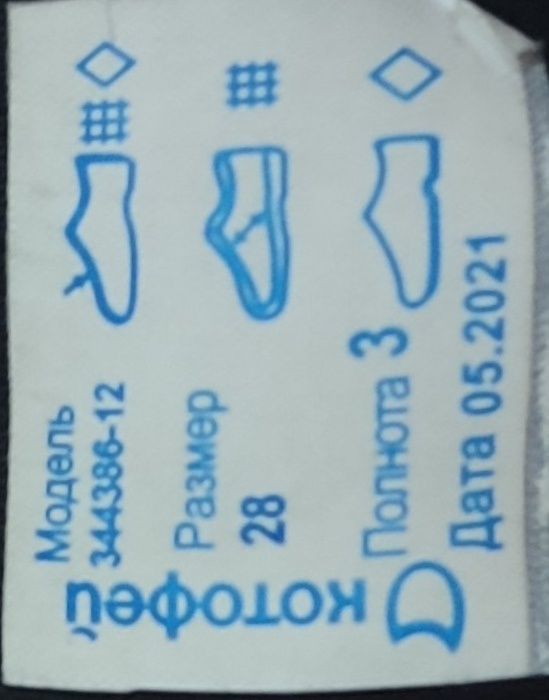 котофей
Модель
344386-12
Размер
28
Полнота 3
Дата 05.2021